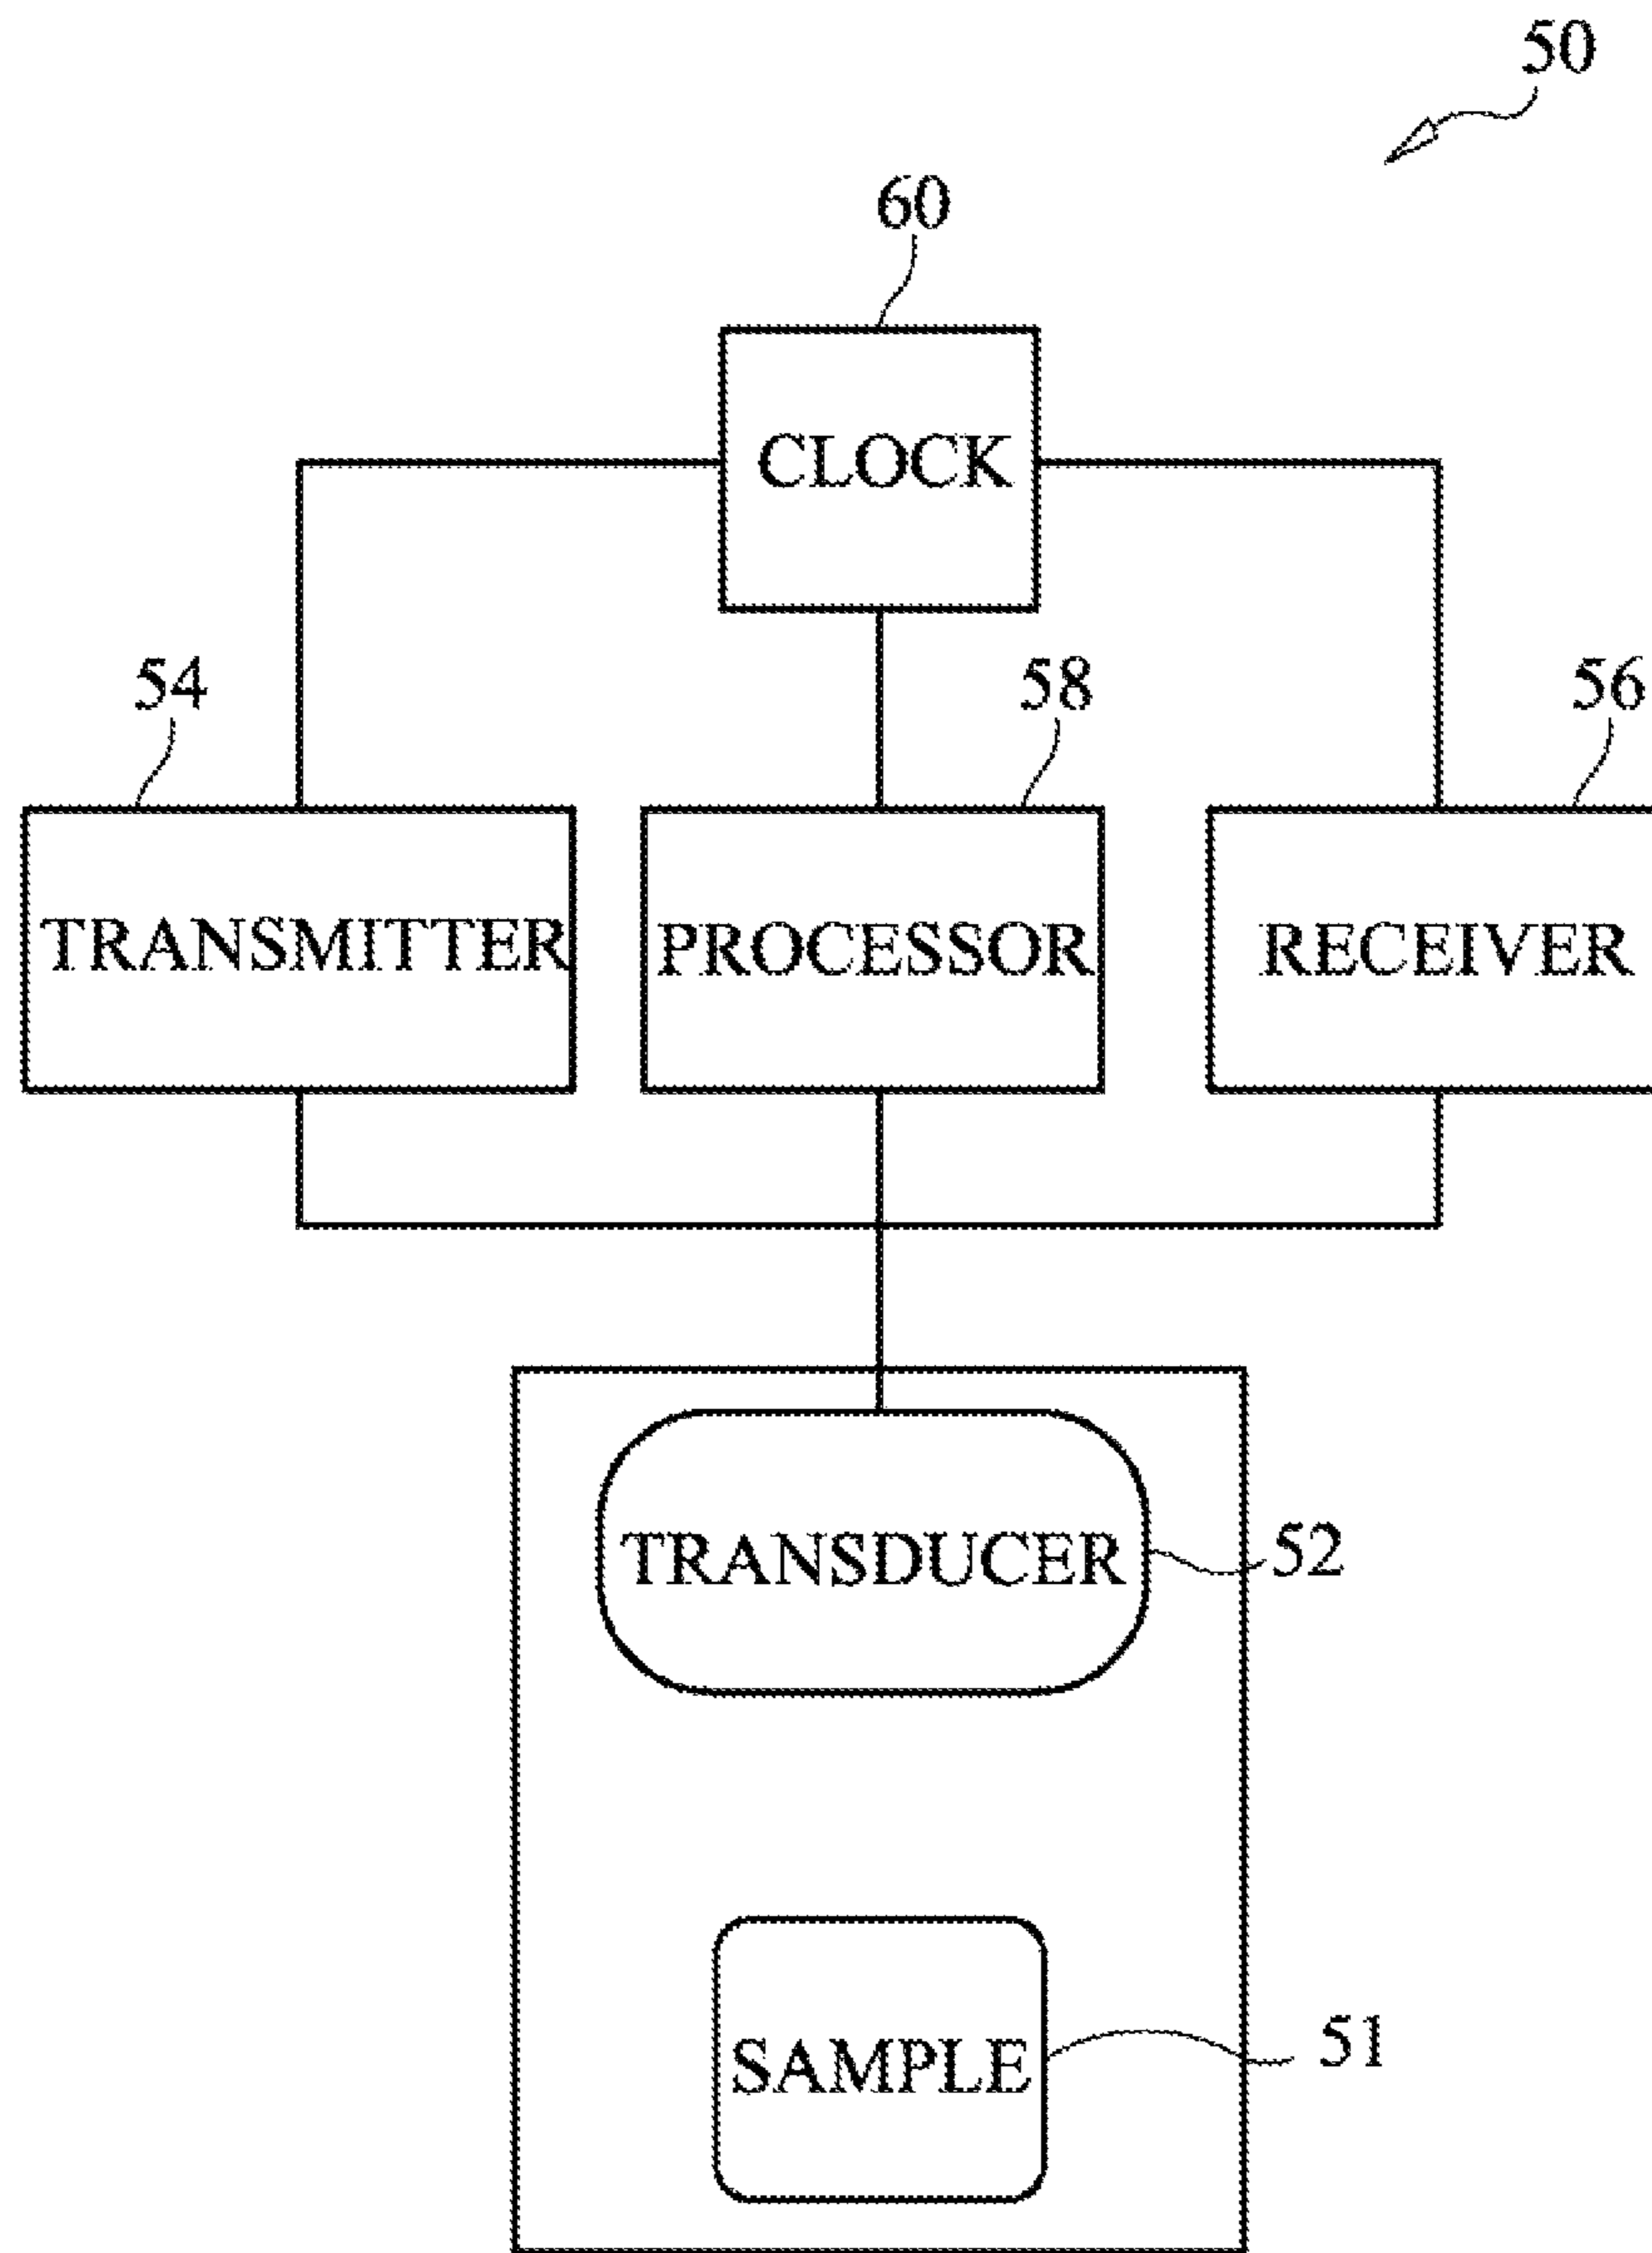 50
60
CLOCK
54
58
56
TRANSMITTER
PROCESSOR
RECEIVER
TRANSDUCER
52
SAMPLE
51